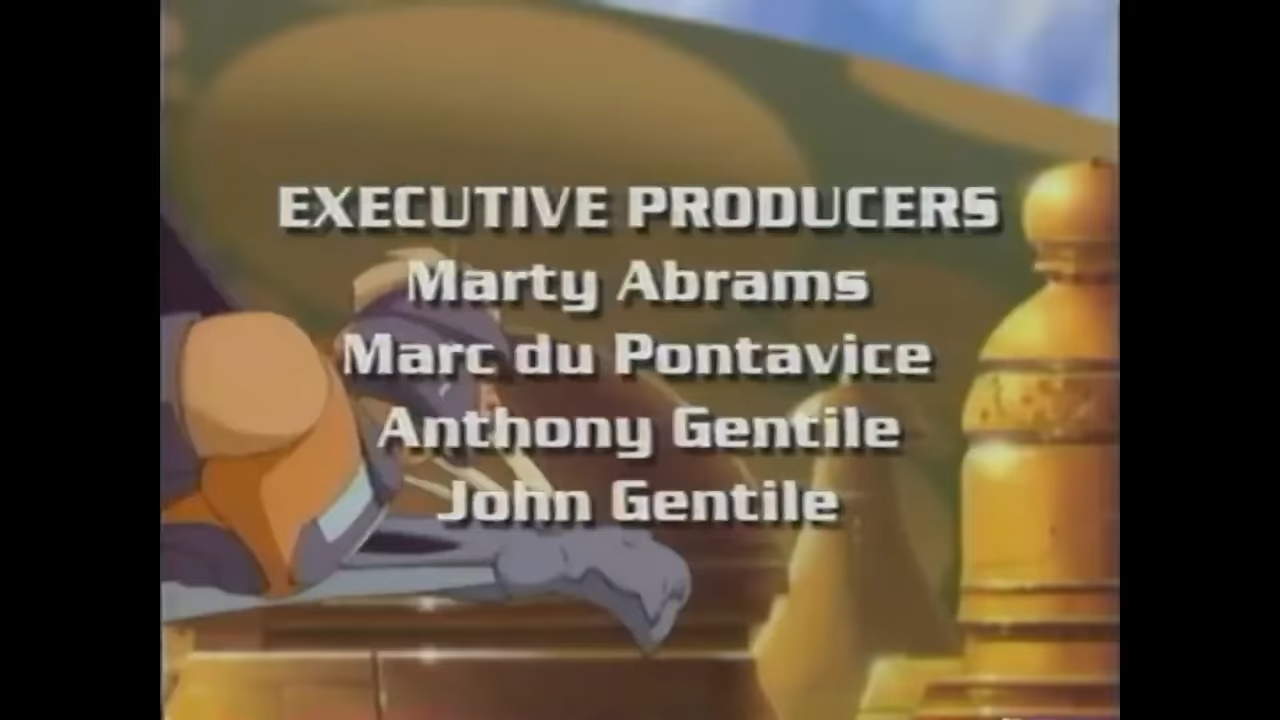 EXECUTIVE PRODUCERS
Marty Abrams
Marc du Pontavice
Anthony Gentile
John Gentile